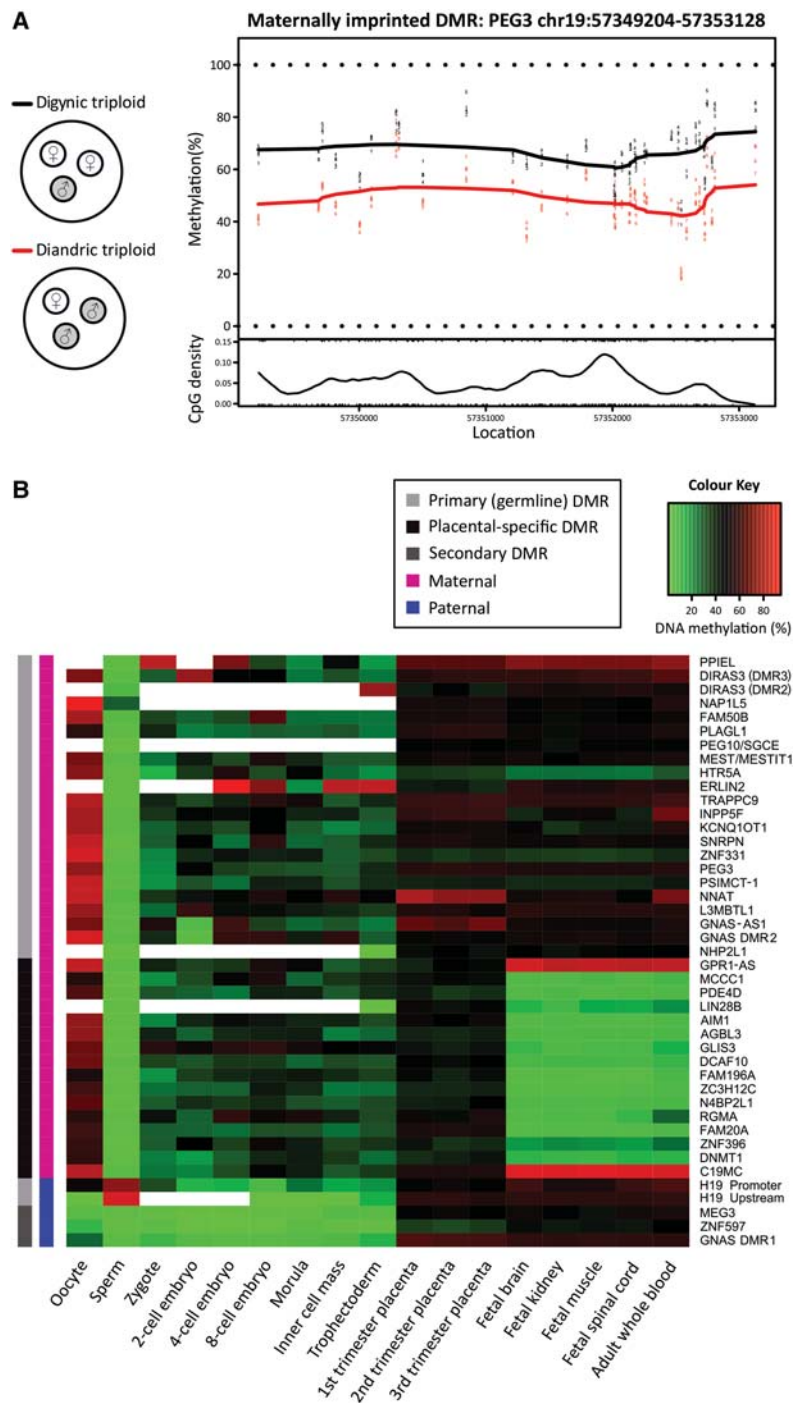 A
Maternally imprinted DMR: PEG3 chr19:57349204-57353128
Digynic triploid
♀ ♀
♂
Diandric triploid
♀ ♂
♂
Methylation(%)
100
80
60
40
20
0
CpG density
0.15
0.10
0.05
0.00
57350000 57351000 57352000 57353000
Location
B
Primary (germline) DMR
Placental-specific DMR
Secondary DMR
Maternal
Paternal
Colour Key
20 40 60 80
DNA methylation (%)
PPIEL
DIRAS3 (DMR3)
DIRAS3 (DMR2)
NAP1L5
FAM50B
PLAGL1
PEG10/SGCE
MEST/MESTIT1
HTR5A
ERLIN2
TRAPPC9
INPP5F
KCNQ1OT1
SNRPN
ZNF331
PEG3
PSIMCT-1
NNAT
L3MBTL1
GNAS-AS1
GNAS DMR2
NHP2L1
GPR1-AS
MCCC1
PDE4D
LIN28B
AIM1
AGBL3
GLIS3
DCAF10
FAM196A
ZC3H12C
N4BP2L1
RGMA
FAM20A
ZNF396
DNMT1
C19MC
H19 Promoter
H19 Upstream
MEG3
ZNF597
GNAS DMR1
Oocyte
Sperm
Zygote
2-cell embryo
4-cell embryo
8-cell embryo
Morula
Inner cell mass
Trophectoderm
1st trimester placenta
2nd trimester placenta
3rd trimester placenta
Fetal brain
Fetal kidney
Fetal muscle
Fetal spinal cord
Adult whole blood